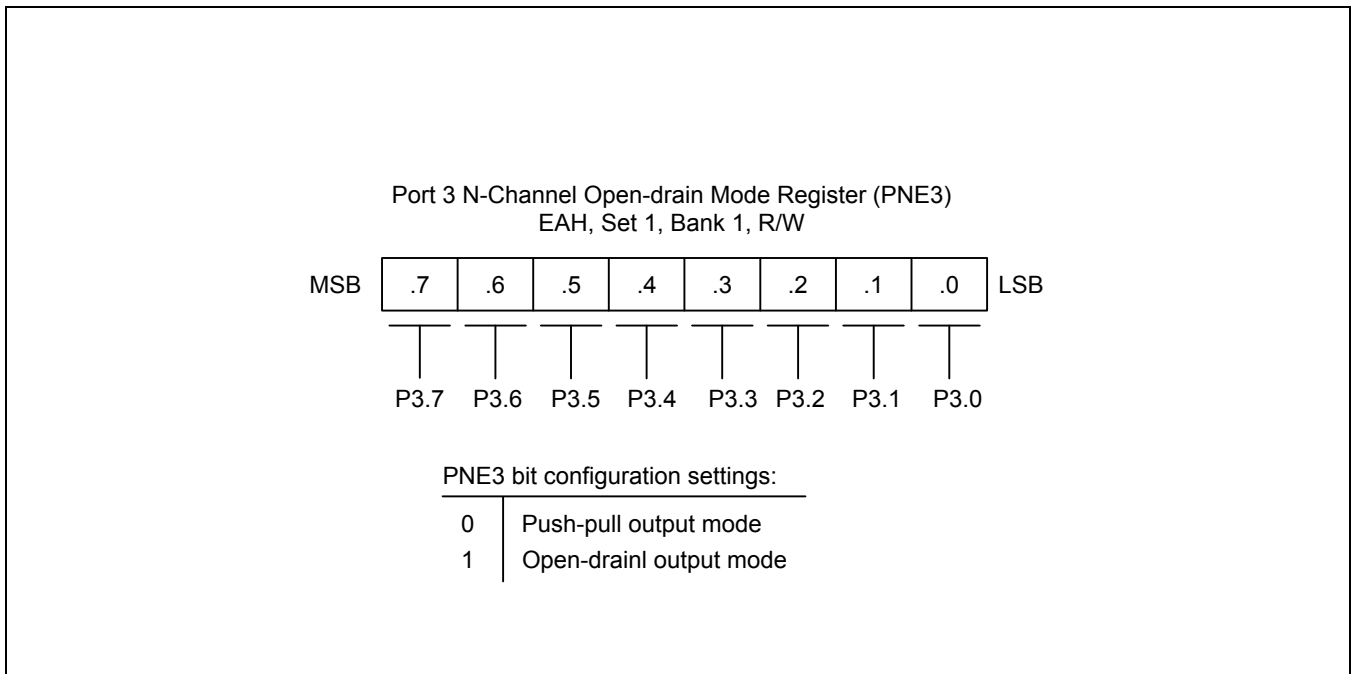 Port 3 N-Channel Open-drain Mode Register (PNE3)
EAH, Set 1, Bank 1, R/W
MSB .7 .6 .5 .4 .3 .2 .1 .0 LSB
P3.7 P3.6 P3.5 P3.4 P3.3 P3.2 P3.1 P3.0
PNE3 bit configuration settings:
0 Push-pull output mode
1 Open-drainl output mode